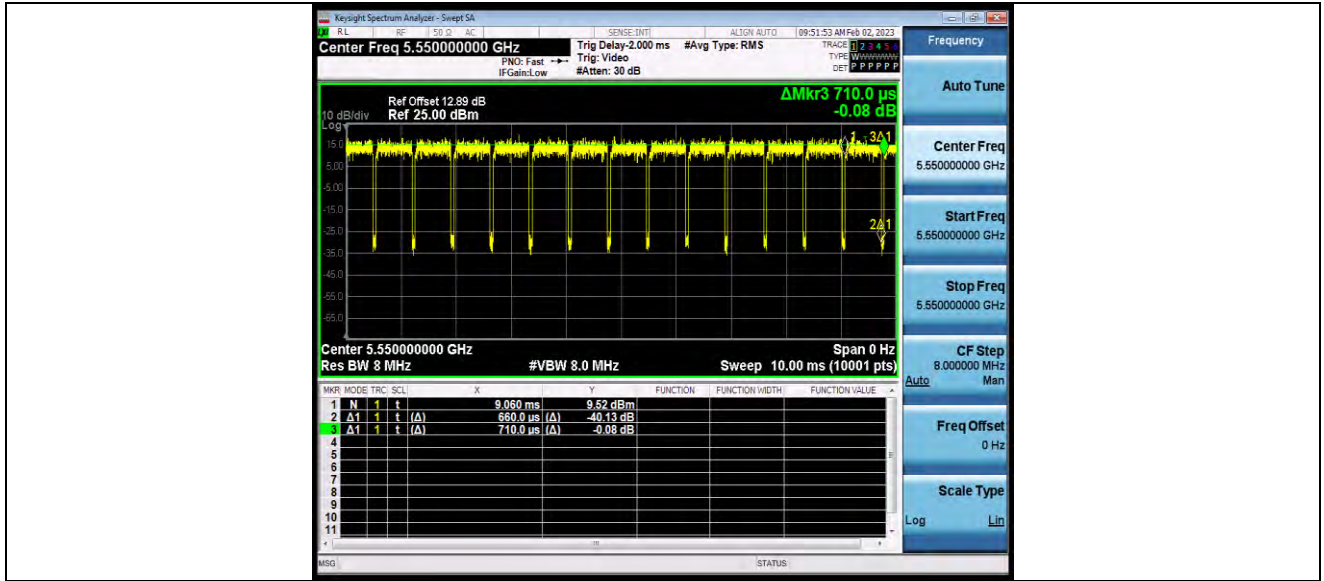 Keysight Spectrum Analyzer - Swept SA
RL RF 50 Ω AC SENSE:INT ALIGN AUTO 09:51:53 AM Feb 02, 2023
Center Freq 5.550000000 GHz
PNO: Fast
IFGain:Low
Trig Delay-2.000 ms
Trig: Video
#Atten: 30 dB
#Avg Type: RMS
TRACE 1 2 3 4 5 6
TYPE WWWWWW
DET P P P P P P
ΔMkr3 710.0 µs
-0.08 dB
Ref Offset 12.89 dB
10 dB/div Ref 25.00 dBm
Log
15.0
5.00
-5.00
-15.0
-25.0
-35.0
-45.0
-55.0
-65.0
1 3Δ1
2Δ1
Center 5.550000000 GHz Span 0 Hz
Res BW 8 MHz #VBW 8.0 MHz Sweep 10.00 ms (10001 pts)
MKR MODE TRC SCL X Y FUNCTION FUNCTION WIDTH FUNCTION VALUE
1 N 1 t 9.060 ms 9.52 dBm
2 Δ1 1 t (Δ) 660.0 µs (Δ) -40.13 dB
3 Δ1 1 t (Δ) 710.0 µs (Δ) -0.08 dB
4
5
6
7
8
9
10
11
MSG STATUS
Frequency
Auto Tune
Center Freq
5.550000000 GHz
Start Freq
5.550000000 GHz
Stop Freq
5.550000000 GHz
CF Step
8.000000 MHz
Auto Man
Freq Offset
0 Hz
Scale Type
Log Lin